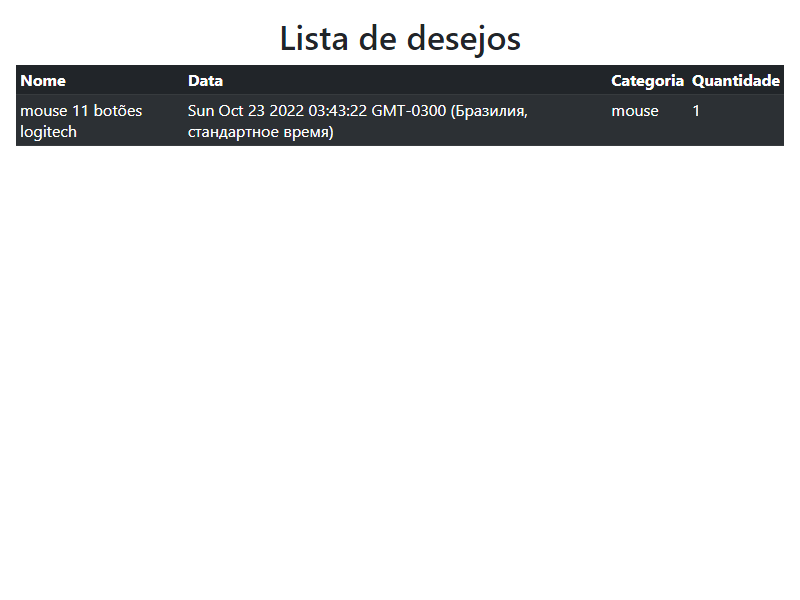 Lista de desejos
Nome Data Categoria Quantidade
mouse 11 botões logitech Sun Oct 23 2022 03:43:22 GMT-0300 (Бразилия, стандартное время) mouse 1